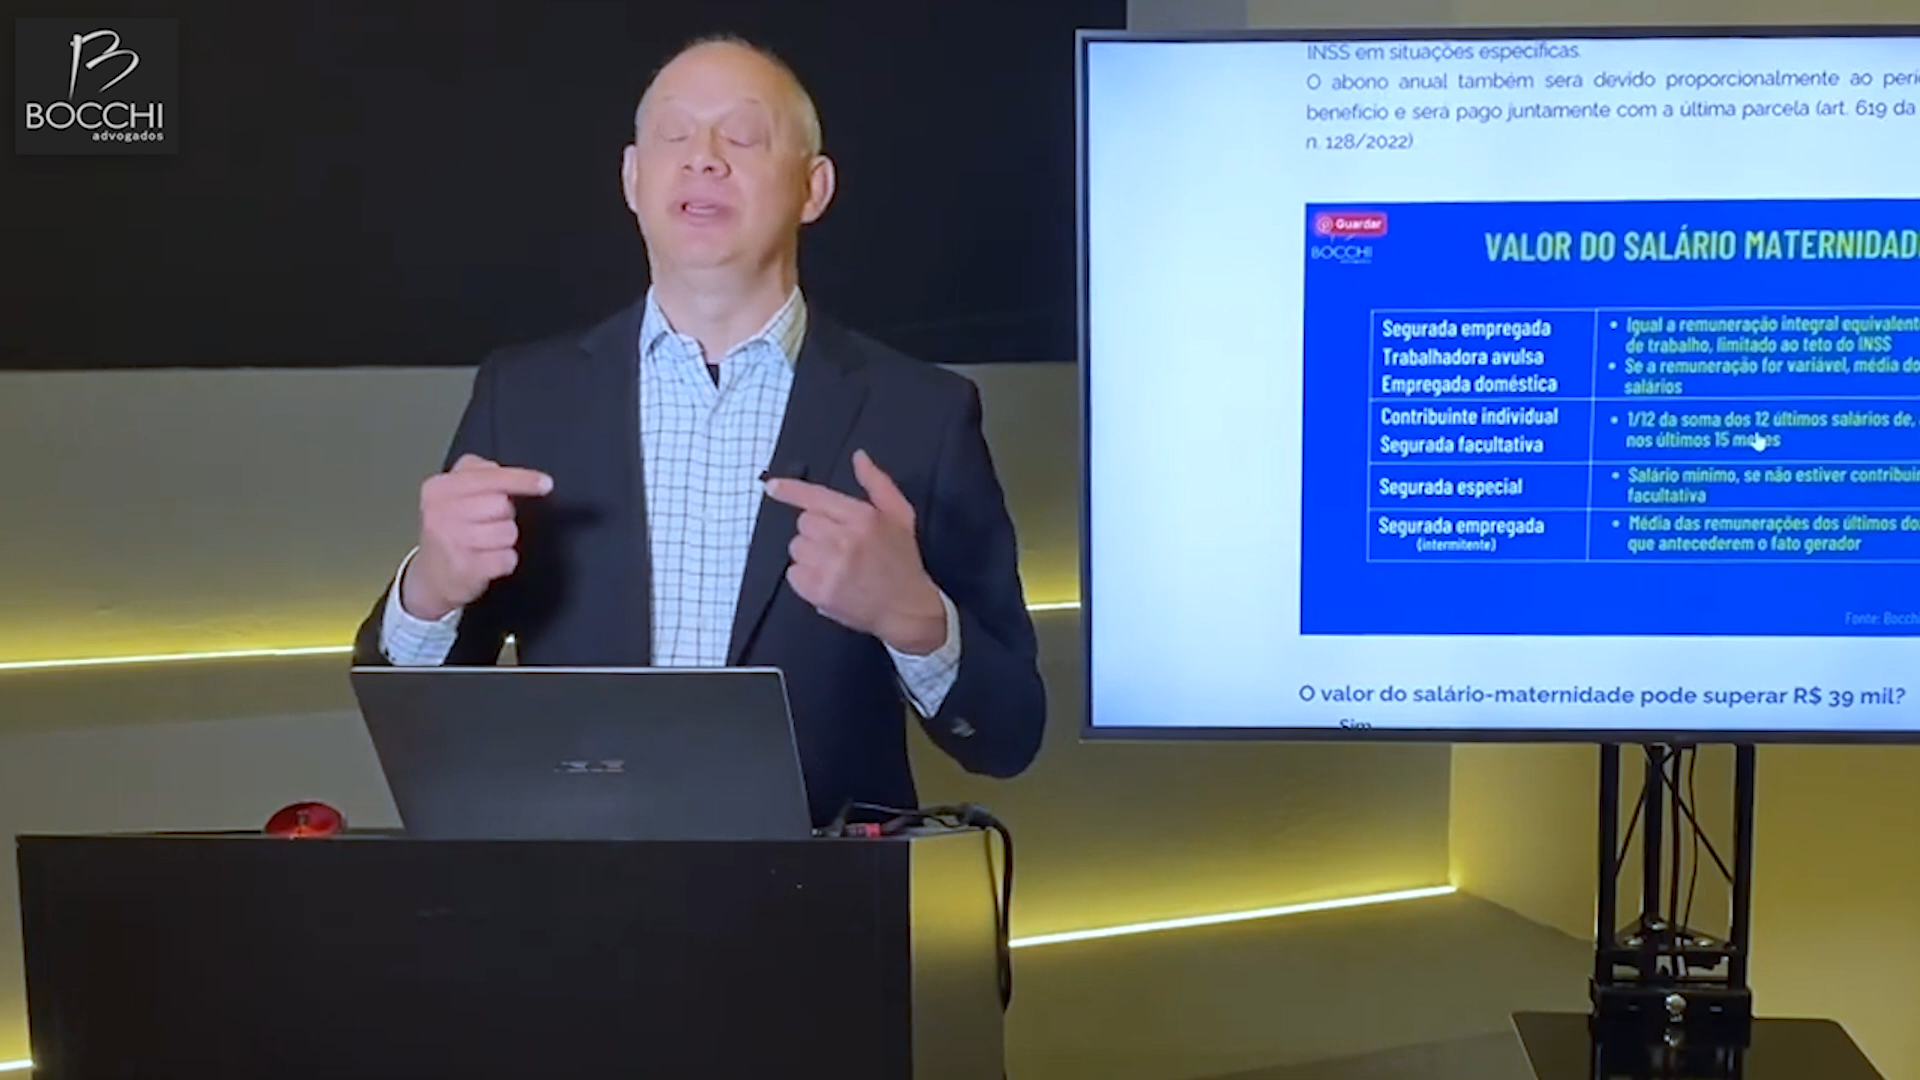 BOCCHI
advogados
INSS em situações específicas.
O abono anual também será devido proporcionalmente ao
benefício e será pago juntamente com a última parcela (art. 619 da
n. 128/2022)
Guardar
BOCCHI
VALOR DO SALÁRIO MATERNIDAD
Segurada empregada
Trabalhadora avulsa
Empregada doméstica
• Igual a remuneração integral equivalent
de trabalho, limitado ao teto do INSS
• Se a remuneração for variável, média do
salários
Contribuinte individual
Segurada facultativa
• 1/12 da soma dos 12 últimos salários de,
nos últimos 15 meses
Segurada especial
• Salário mínimo, se não estiver
facultativa
Segurada empregada
(intermitente)
• Média das remunerações dos últimos
que antecederem o fato gerador
Fonte: Bocch
O valor do salário-maternidade pode superar R$ 39 mil?
Sim